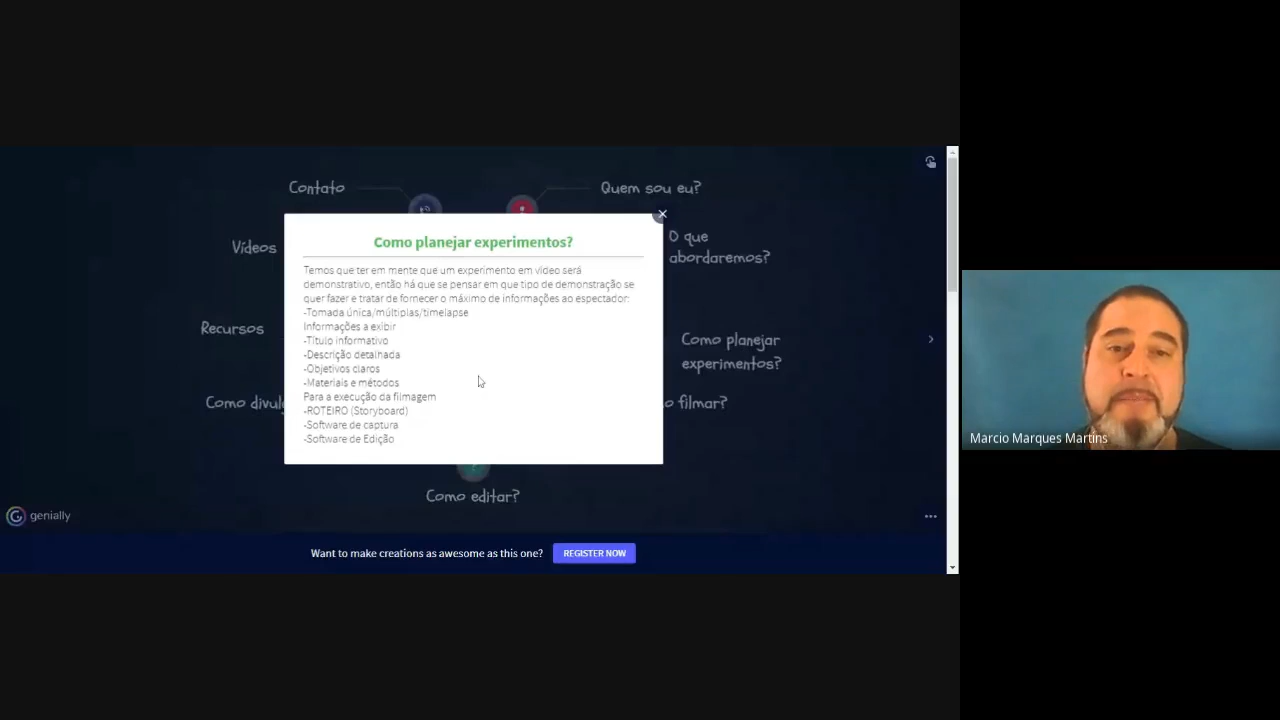 Contato
Quem sou eu?
Vídeos
O que
abordaremos?
Recursos
Como planejar
experimentos?
Como divul
o filmar?
Como planejar experimentos?
Temos que ter em mente que um experimento em vídeo será
demonstrativo, então há que se pensar em que tipo de demonstração se
quer fazer e tratar de fornecer o máximo de informações ao espectador:
-Tomada única/múltiplas/timelapse
Informações a exibir
-Título informativo
-Descrição detalhada
-Objetivos claros
-Materiais e métodos
Para a execução da filmagem
-ROTEIRO (Storyboard)
-Software de captura
-Software de Edição
Como editar?
genially
Want to make creations as awesome as this one?
REGISTER NOW
Marcio Marques Martins